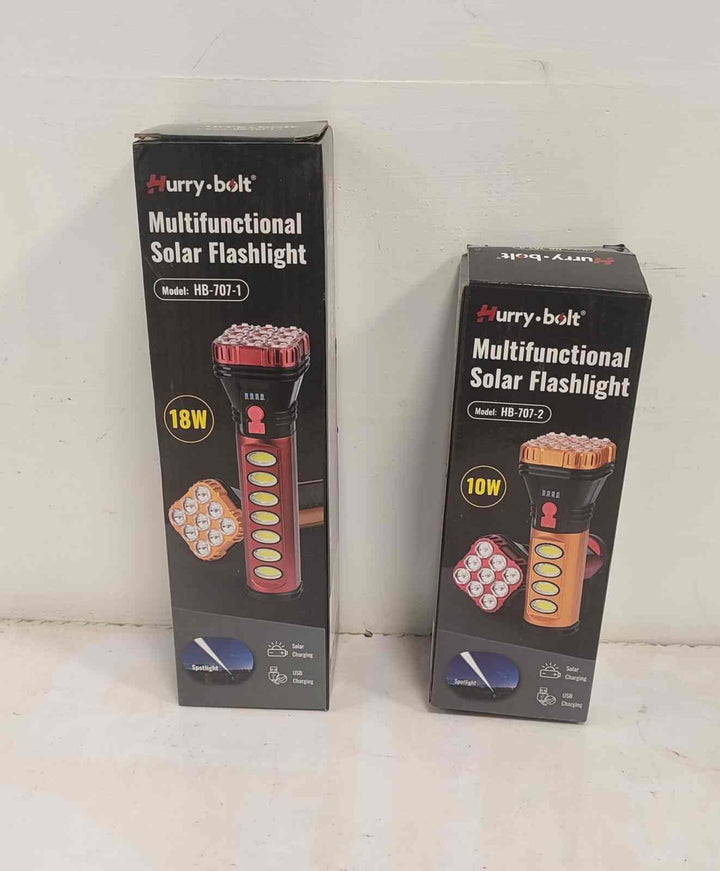 Hurry•bolt®
Multifunctional
Solar Flashlight
Model: HB-707-1
18W
Spotlight
Solar
Charging
USB
Charging
Hurry•bolt®
Hurry•bolt®
Multifunctional
Solar Flashlight
Model: HB-707-2
10W
Spotlight
Solar
Charging
USB
Charging